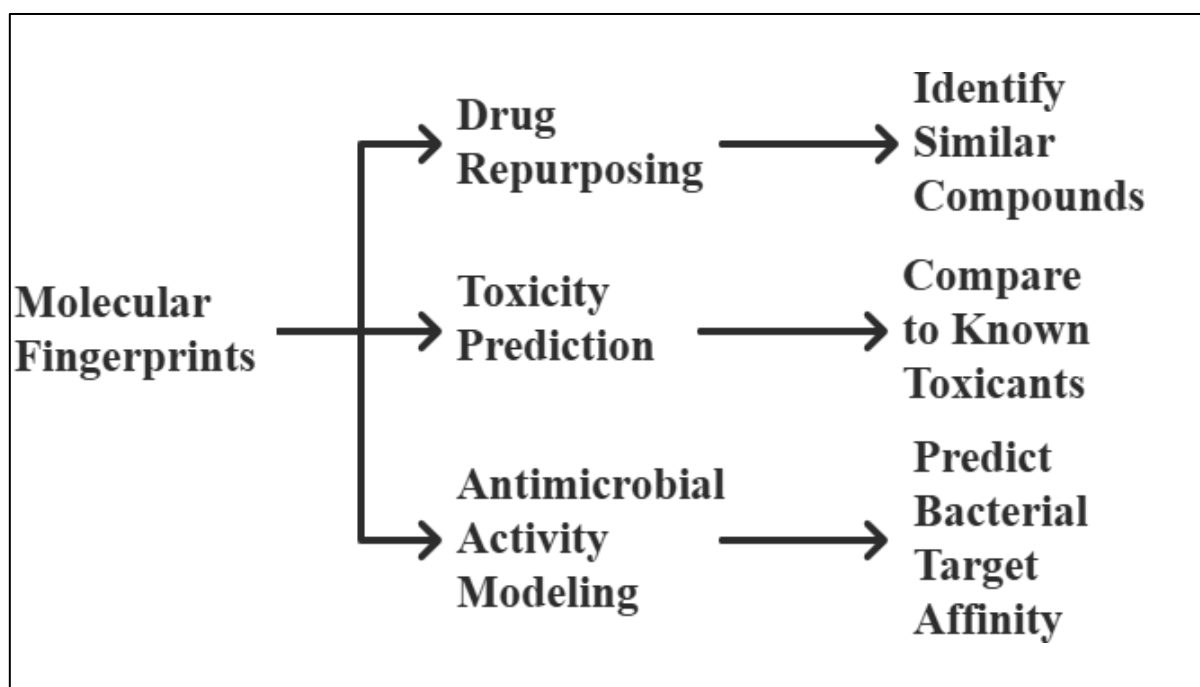 Molecular
Fingerprints
Drug
Repurposing
Identify
Similar
Compounds
Toxicity
Prediction
Compare
to Known
Toxicants
Antimicrobial
Activity
Modeling
Predict
Bacterial
Target
Affinity